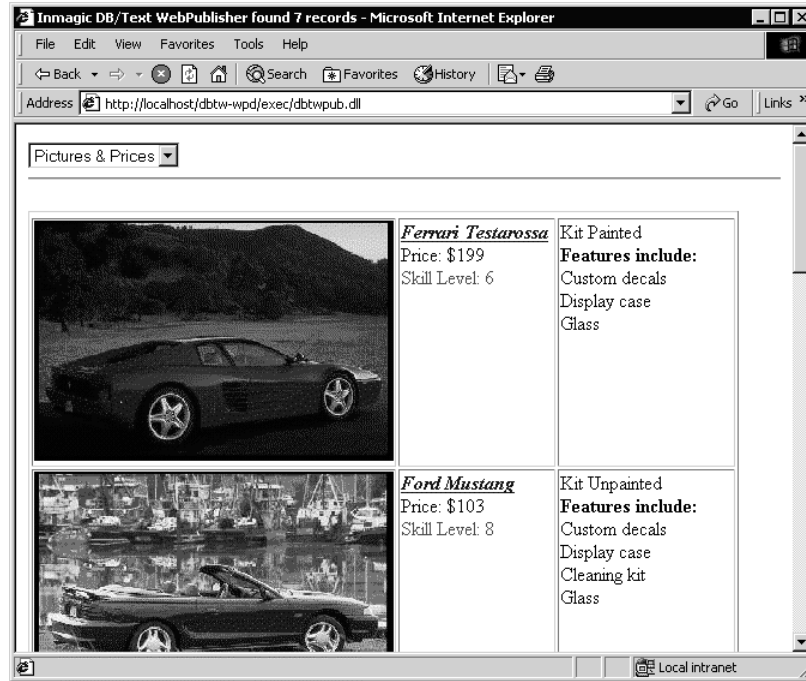 Inmagic DB/Text WebPublisher found 7 records - Microsoft Internet Explorer
File Edit View Favorites Tools Help
Back Search Favorites History
Address http://localhost/dbtw-wpd/exec/dbtwpub.dll Go Links »
Pictures & Prices
Ferrari Testarossa
Price: $199
Skill Level: 6
Kit Painted
Features include:
Custom decals
Display case
Glass
Ford Mustang
Price: $103
Skill Level: 8
Kit Unpainted
Features include:
Custom decals
Display case
Cleaning kit
Glass
Local intranet